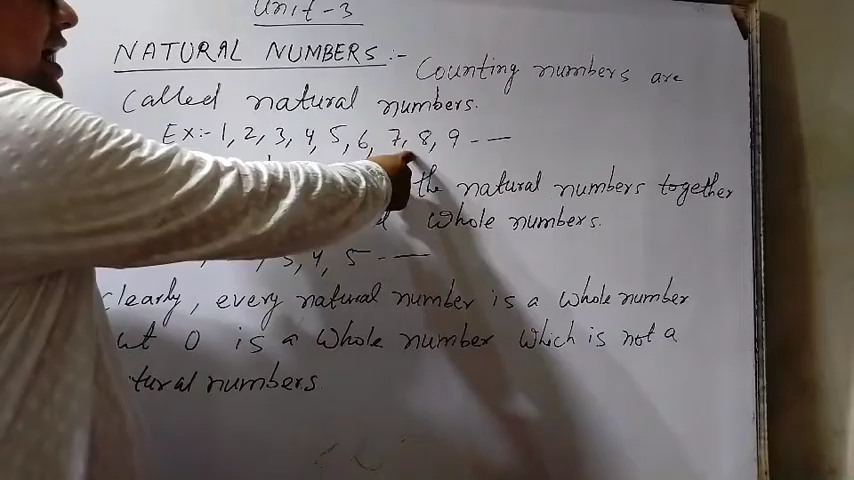 Unit-3
NATURAL NUMBERS :- Counting numbers are
called natural numbers.
Ex:- 1, 2, 3, 4, 5, 6, 7, 8, 9 - —
the natural numbers together
whole numbers.
3, 4, 5 - —
clearly, every natural number is a whole number
0 is a whole number which is not a
numbers